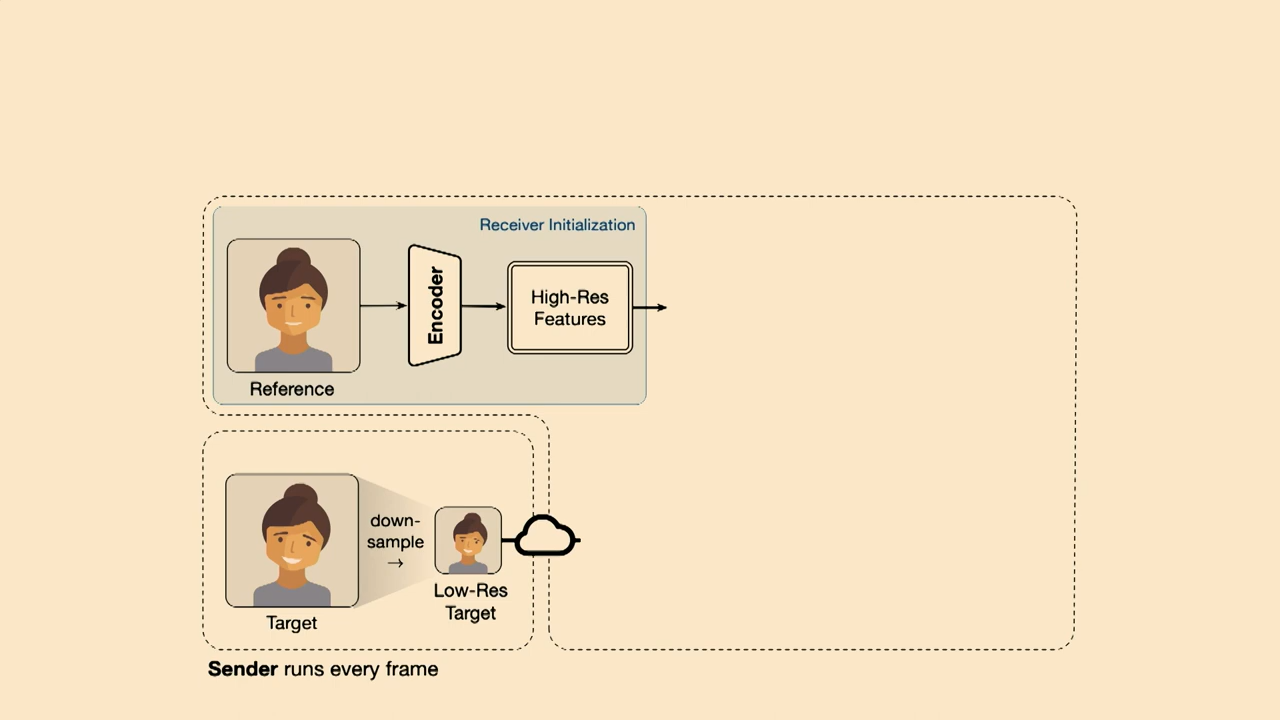 Receiver Initialization
Encoder
High-Res
Features
Reference
down-
sample
→
Low-Res
Target
Target
Sender runs every frame